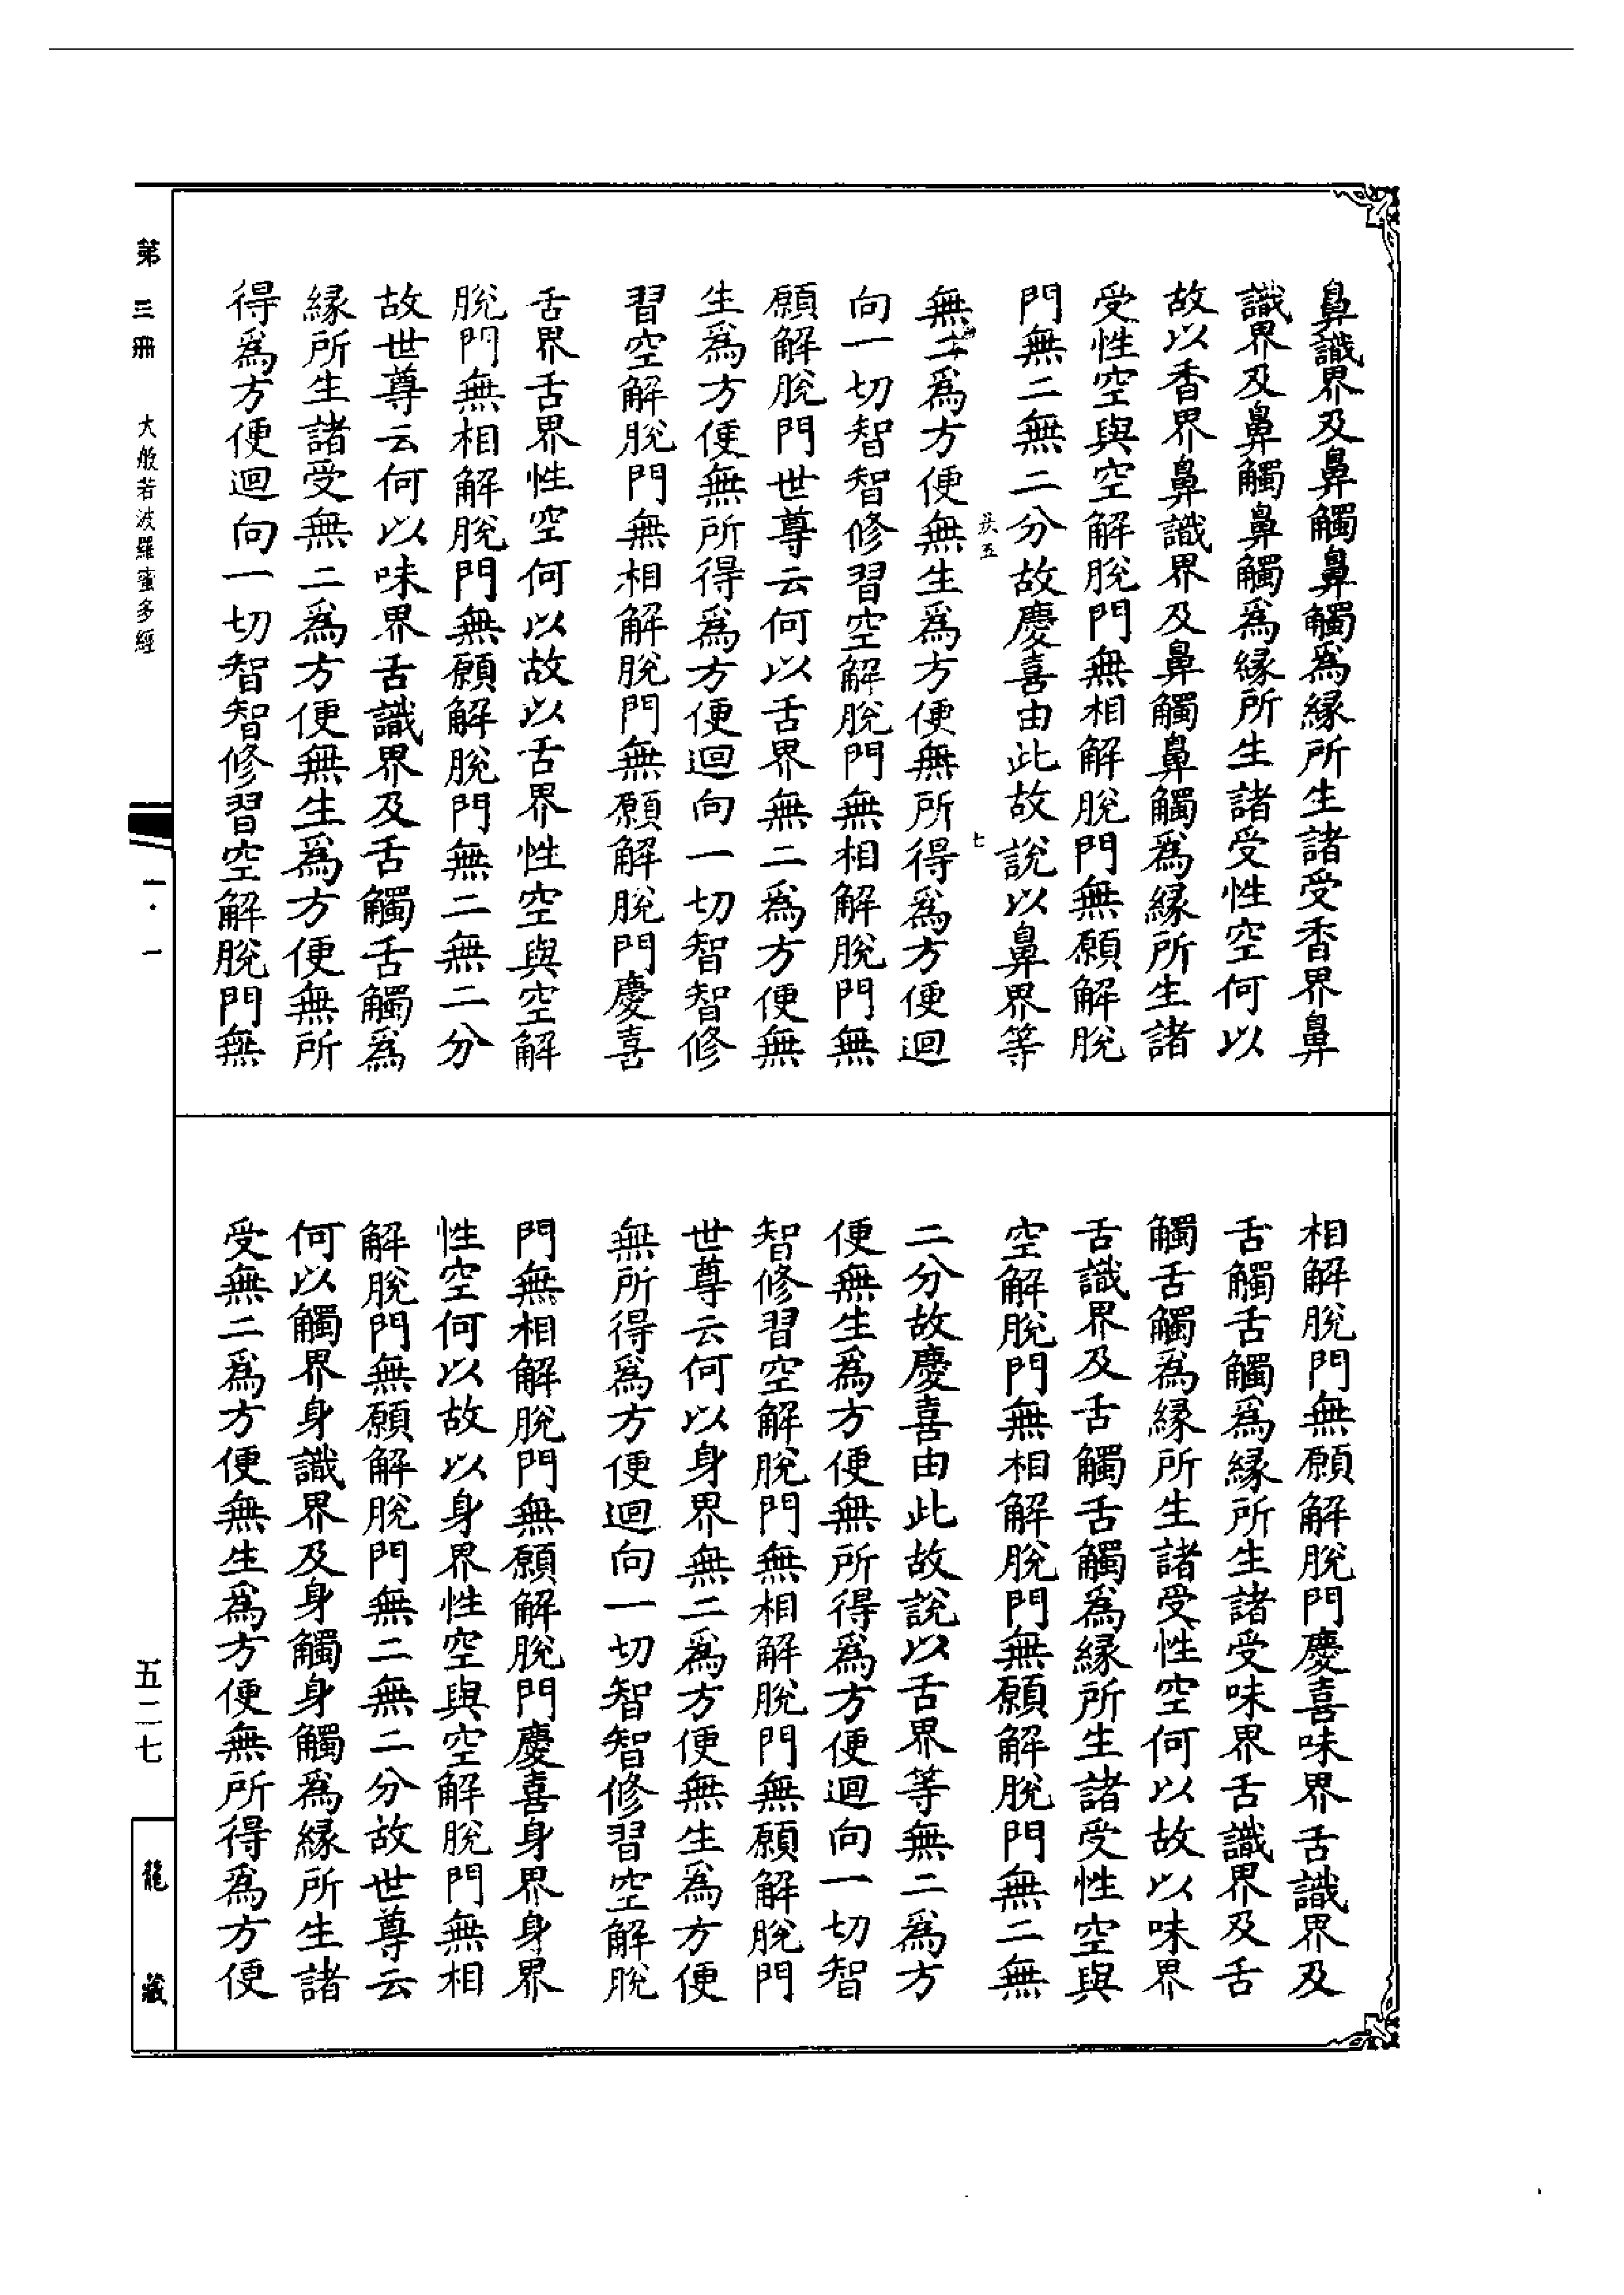 鼻識界及鼻觸鼻觸爲緣所生諸受香界鼻
識界及鼻觸鼻觸爲緣所生諸受性空何以
故以香界鼻識界及鼻觸鼻觸爲緣所生諸
受性空與空解脫門無相解脫門無願解脫
門無二無二分故慶喜由此故說以鼻界等
五 七
無二爲方便無生爲方便無所得爲方便迴
向一切智智修習空解脫門無相解脫門無
願解脫門世尊云何以舌界無二爲方便無
生爲方便無所得爲方便迴向一切智智修
習空解脫門無相解脫門無願解脫門慶喜
舌界舌界性空何以故以舌界性空與空解
脫門無相解脫門無願解脫門無二無二分
故世尊云何以味界舌識界及舌觸舌觸爲
緣所生諸受無二爲方便無生爲方便無所
得爲方便迴向一切智智修習空解脫門無
相解脫門無願解脫門慶喜味界舌識界及
舌觸舌觸爲緣所生諸受味界舌識界及舌
觸舌觸爲緣所生諸受性空何以故以味界
舌識界及舌觸舌觸爲緣所生諸受性空與
空解脫門無相解脫門無願解脫門無二無
二分故慶喜由此故說以舌界等無二爲方
便無生爲方便無所得爲方便迴向一切智
智修習空解脫門無相解脫門無願解脫門
世尊云何以身界無二爲方便無生爲方便
無所得爲方便迴向一切智智修習空解脫
門無相解脫門無願解脫門慶喜身界身界
性空何以故以身界性空與空解脫門無相
解脫門無願解脫門無二無二分故世尊云
何以觸界身識界及身觸身觸爲緣所生諸
受無二爲方便無生爲方便無所得爲方便
第三冊 大般若波羅蜜多經 一·一 五二七 龍藏